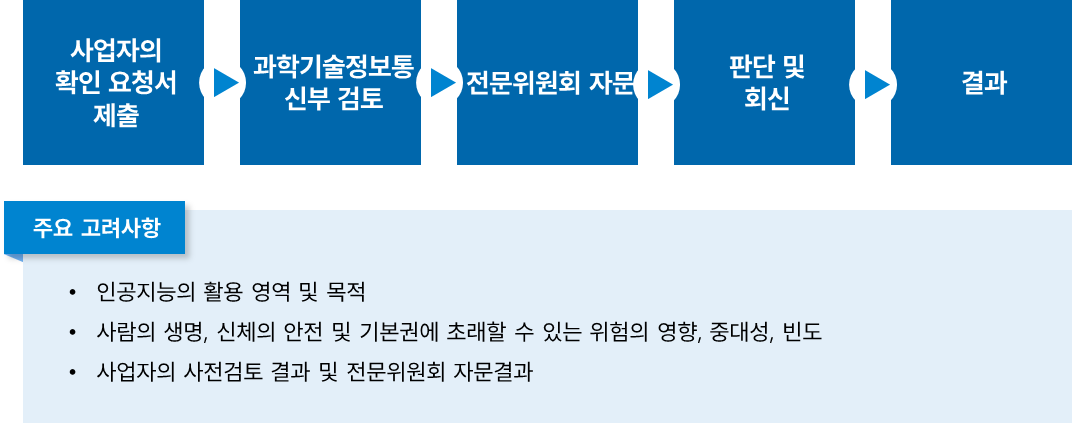 사업자의
확인 요청서
제출
과학기술정보통
신부 검토
전문위원회 자문
판단 및
회신
결과
주요 고려사항
• 인공지능의 활용 영역 및 목적
• 사람의 생명, 신체의 안전 및 기본권에 초래할 수 있는 위험의 영향, 중대성, 빈도
• 사업자의 사전검토 결과 및 전문위원회 자문결과